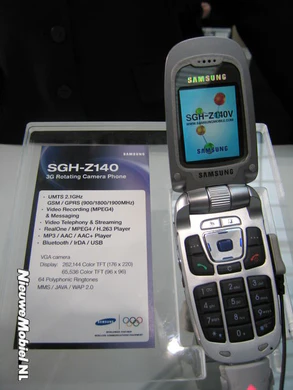 SAMSUNG
SGH-Z140
3G Rotating Camera Phone
- UMTS 2.1GHz
GSM / GPRS (900/1800/1900MHz)
- Video Recording (MPEG4)
& Messaging
- Video Telephony & Streaming
- RealOne / MPEG4 / H.263 Player
- MP3 / AAC / AAC+ Player
- Bluetooth / IrDA / USB
VGA camera
Display: 262,144 Color TFT (176 x 220)
65,536 Color TFT (96 x 96)
64 Polyphonic Ringtones
MMS / JAVA / WAP 2.0
SAMSUNG
SAMSUNG
SGH-Z140V
SAMSUNG
NieuweMobiel.NL